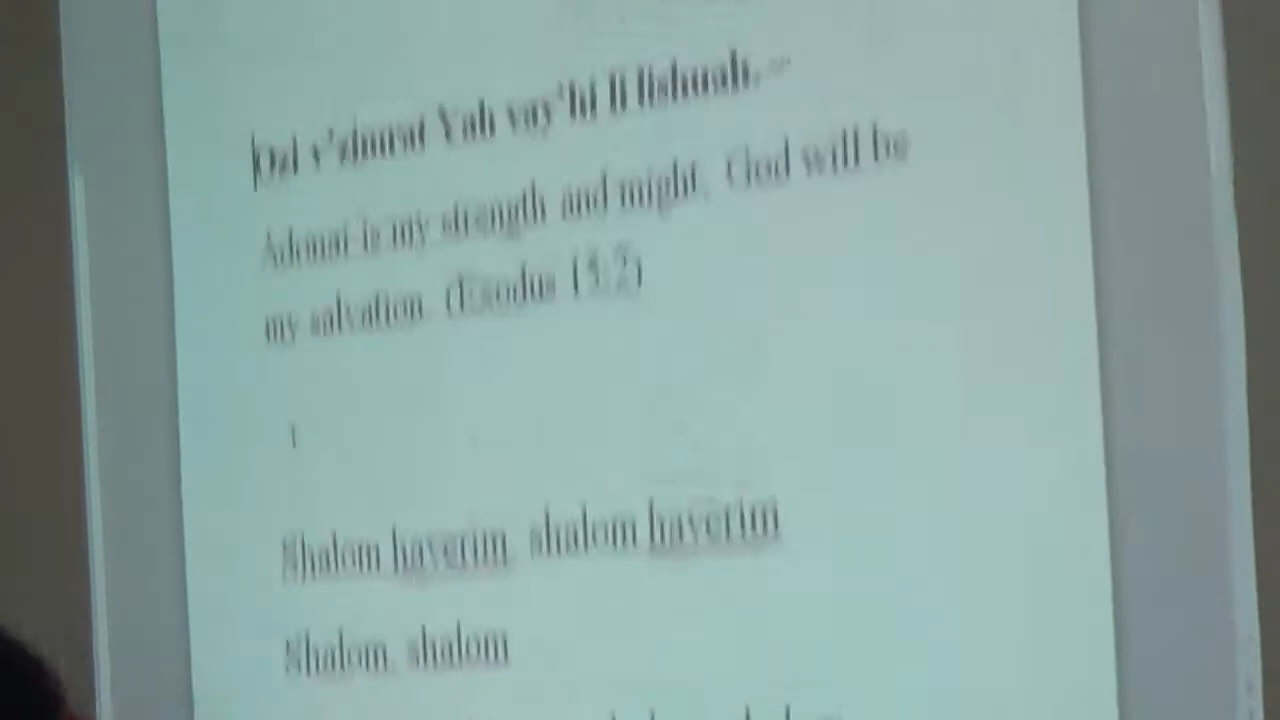 Ozi v'zimrat Yah vay'hi li lishuah. –
Adonai is my strength and might. God will be
my salvation. (Exodus 15:2)
1
Shalom haverim, shalom haverim
Shalom, shalom